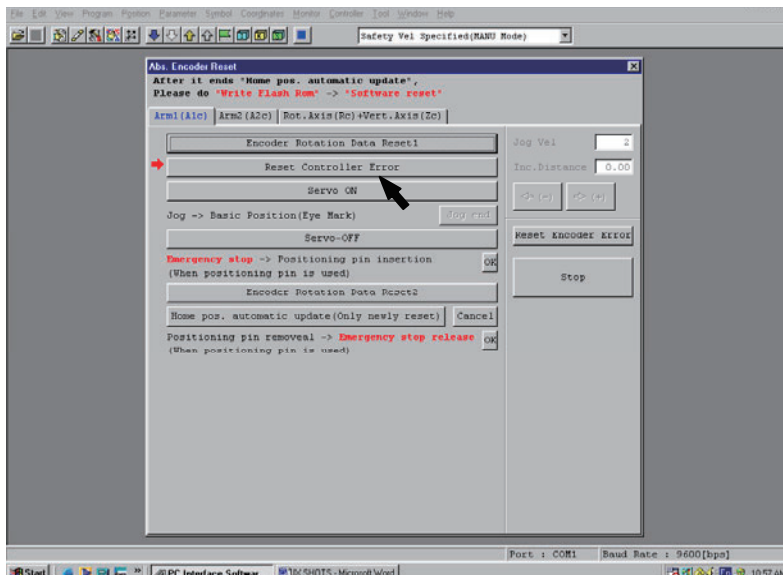 File Edit View Program Position Parameter Symbol Coordinates Monitor Controller Tool Window Help
Safety Vel Specified(MANU Mode)
Abs. Encoder Reset
After it ends "Home pos. automatic update",
Please do "Write Flash Rom" -> "Software reset"
Arm1(A1c) Arm2(A2c) Rot.Axis(Rc)+Vert.Axis(Zc)
Encoder Rotation Data Reset1
Jog Vel 2
Reset Controller Error
Inc.Distance 0.00
Servo ON
(-) (+)
Jog -> Basic Position(Eye Mark) Jog end
Servo-OFF
Reset Encoder Error
Emergency stop -> Positioning pin insertion OK
(When positioning pin is used)
Stop
Encoder Rotation Data Reset2
Home pos. automatic update(Only newly reset) Cancel
Positioning pin removeal -> Emergency stop release OK
(When positioning pin is used)
Port : COM1 Baud Rate : 9600[bps]
Start PC Interface Softwar... SHOTS - Microsoft Word 10:57 AM